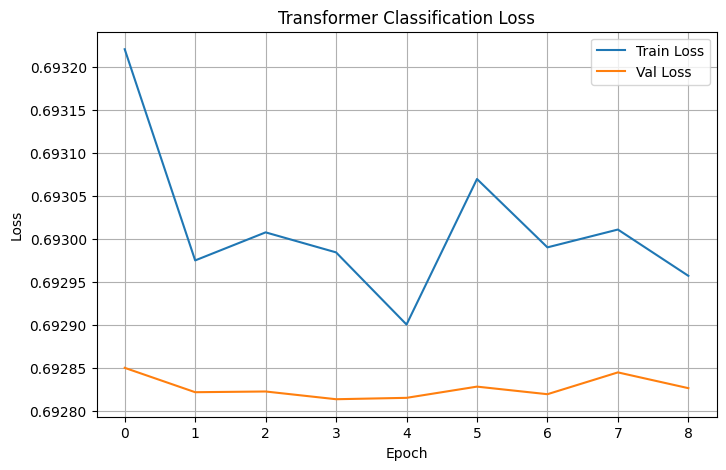 Transformer Classification Loss
Train Loss
Val Loss
0.69320
0.69315
0.69310
0.69305
0.69300
0.69295
0.69290
0.69285
0.69280
Loss
0 1 2 3 4 5 6 7 8
Epoch